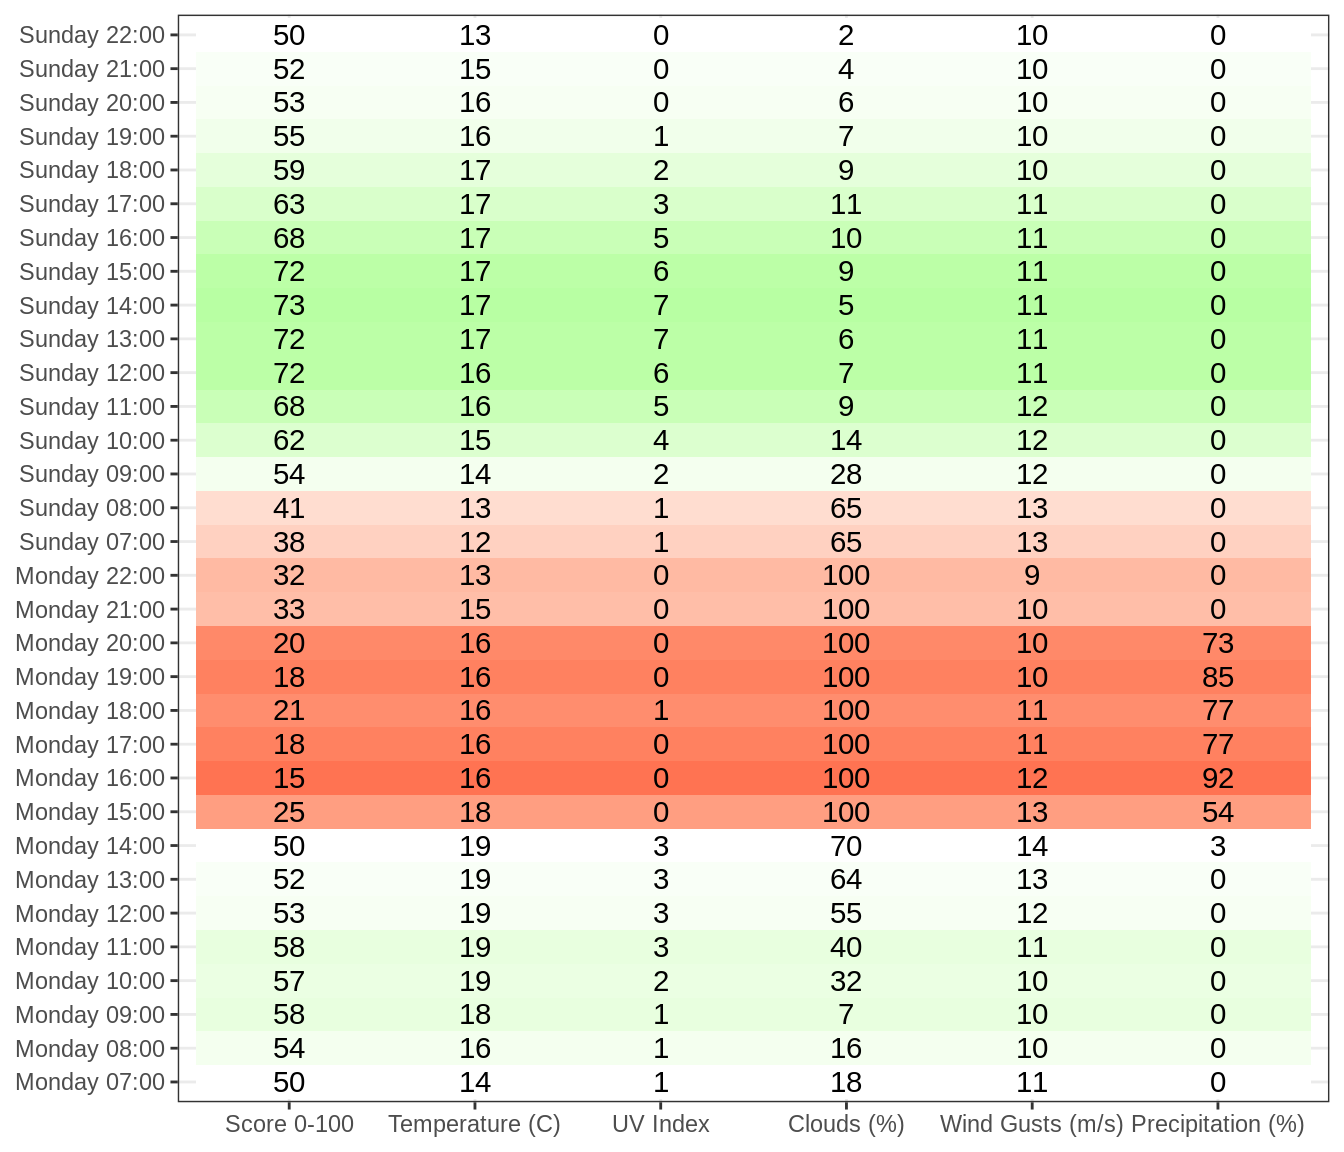 Sunday 22:00 50 13 0 2 10 0
Sunday 21:00 52 15 0 4 10 0
Sunday 20:00 53 16 0 6 10 0
Sunday 19:00 55 16 1 7 10 0
Sunday 18:00 59 17 2 9 10 0
Sunday 17:00 63 17 3 11 11 0
Sunday 16:00 68 17 5 10 11 0
Sunday 15:00 72 17 6 9 11 0
Sunday 14:00 73 17 7 5 11 0
Sunday 13:00 72 17 7 6 11 0
Sunday 12:00 72 16 6 7 11 0
Sunday 11:00 68 16 5 9 12 0
Sunday 10:00 62 15 4 14 12 0
Sunday 09:00 54 14 2 28 12 0
Sunday 08:00 41 13 1 65 13 0
Sunday 07:00 38 12 1 65 13 0
Monday 22:00 32 13 0 100 9 0
Monday 21:00 33 15 0 100 10 0
Monday 20:00 20 16 0 100 10 73
Monday 19:00 18 16 0 100 10 85
Monday 18:00 21 16 1 100 11 77
Monday 17:00 18 16 0 100 11 77
Monday 16:00 15 16 0 100 12 92
Monday 15:00 25 18 0 100 13 54
Monday 14:00 50 19 3 70 14 3
Monday 13:00 52 19 3 64 13 0
Monday 12:00 53 19 3 55 12 0
Monday 11:00 58 19 3 40 11 0
Monday 10:00 57 19 2 32 10 0
Monday 09:00 58 18 1 7 10 0
Monday 08:00 54 16 1 16 10 0
Monday 07:00 50 14 1 18 11 0
Score 0-100 Temperature (C) UV Index Clouds (%) Wind Gusts (m/s) Precipitation (%)